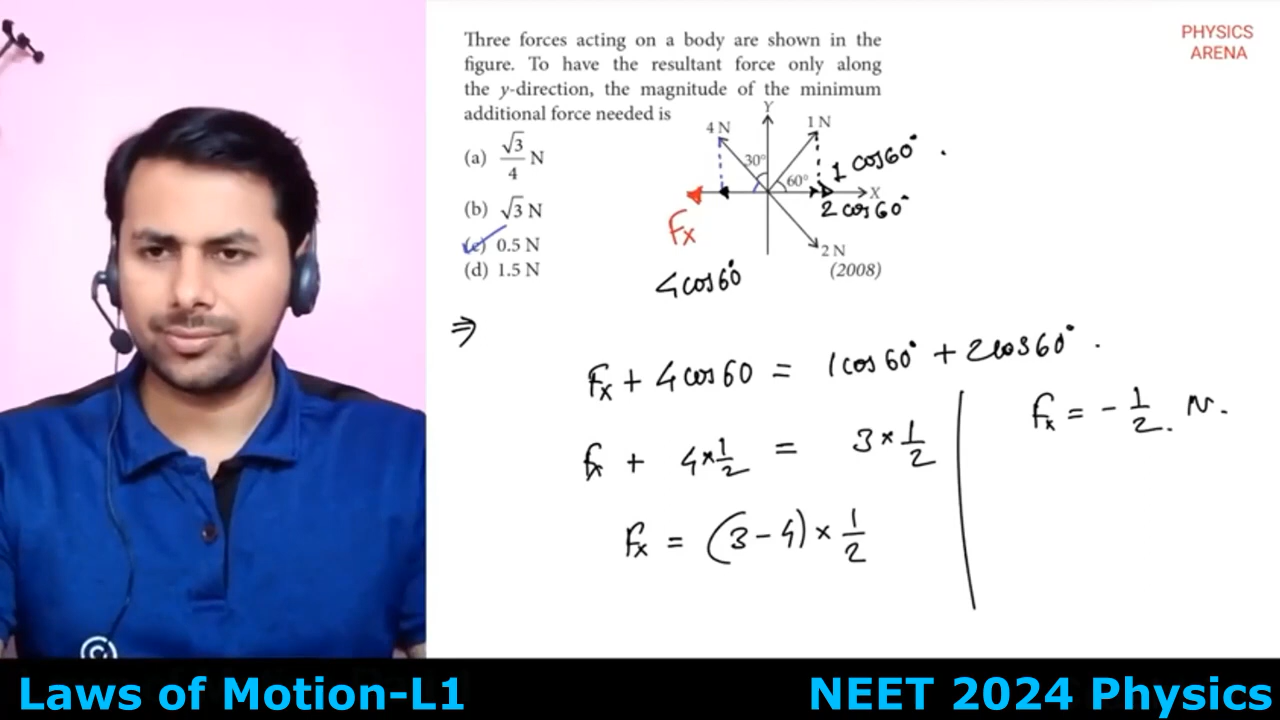 PHYSICS
ARENA
Three forces acting on a body are shown in the
figure. To have the resultant force only along
the y-direction, the magnitude of the minimum
additional force needed is
(a) √3/4 N
(b) √3 N
(c) 0.5 N
(d) 1.5 N
Y
4 N
1 N
30°
60°
X
2 N
(2008)
1 cos60° .
2 cos60°
Fx
4cos60°
⇒
Fx + 4cos60 = 1cos60° + 2cos60° .
Fx + 4×1/2 = 3×1/2
Fx = (3-4)×1/2
Fx = -1/2. N.
Laws of Motion-L1
NEET 2024 Physics